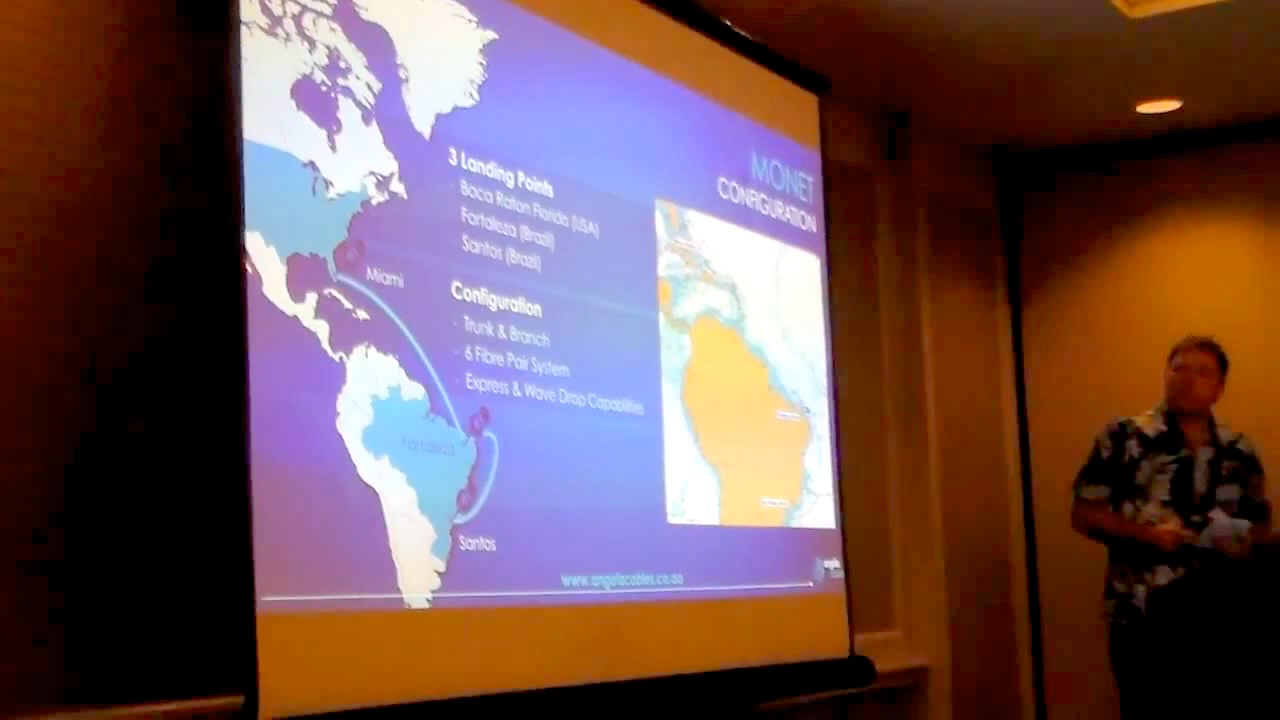 MONET
CONFIGURATION
3 Landing Points
Boca Raton Florida (USA)
Fortaleza (Brazil)
Santos (Brazil)
Configuration
Trunk & Branch
6 Fibre Pair System
Express & Wave Drop Capabilities
Miami
Fortaleza
Santos
www.angolacables.co.ao